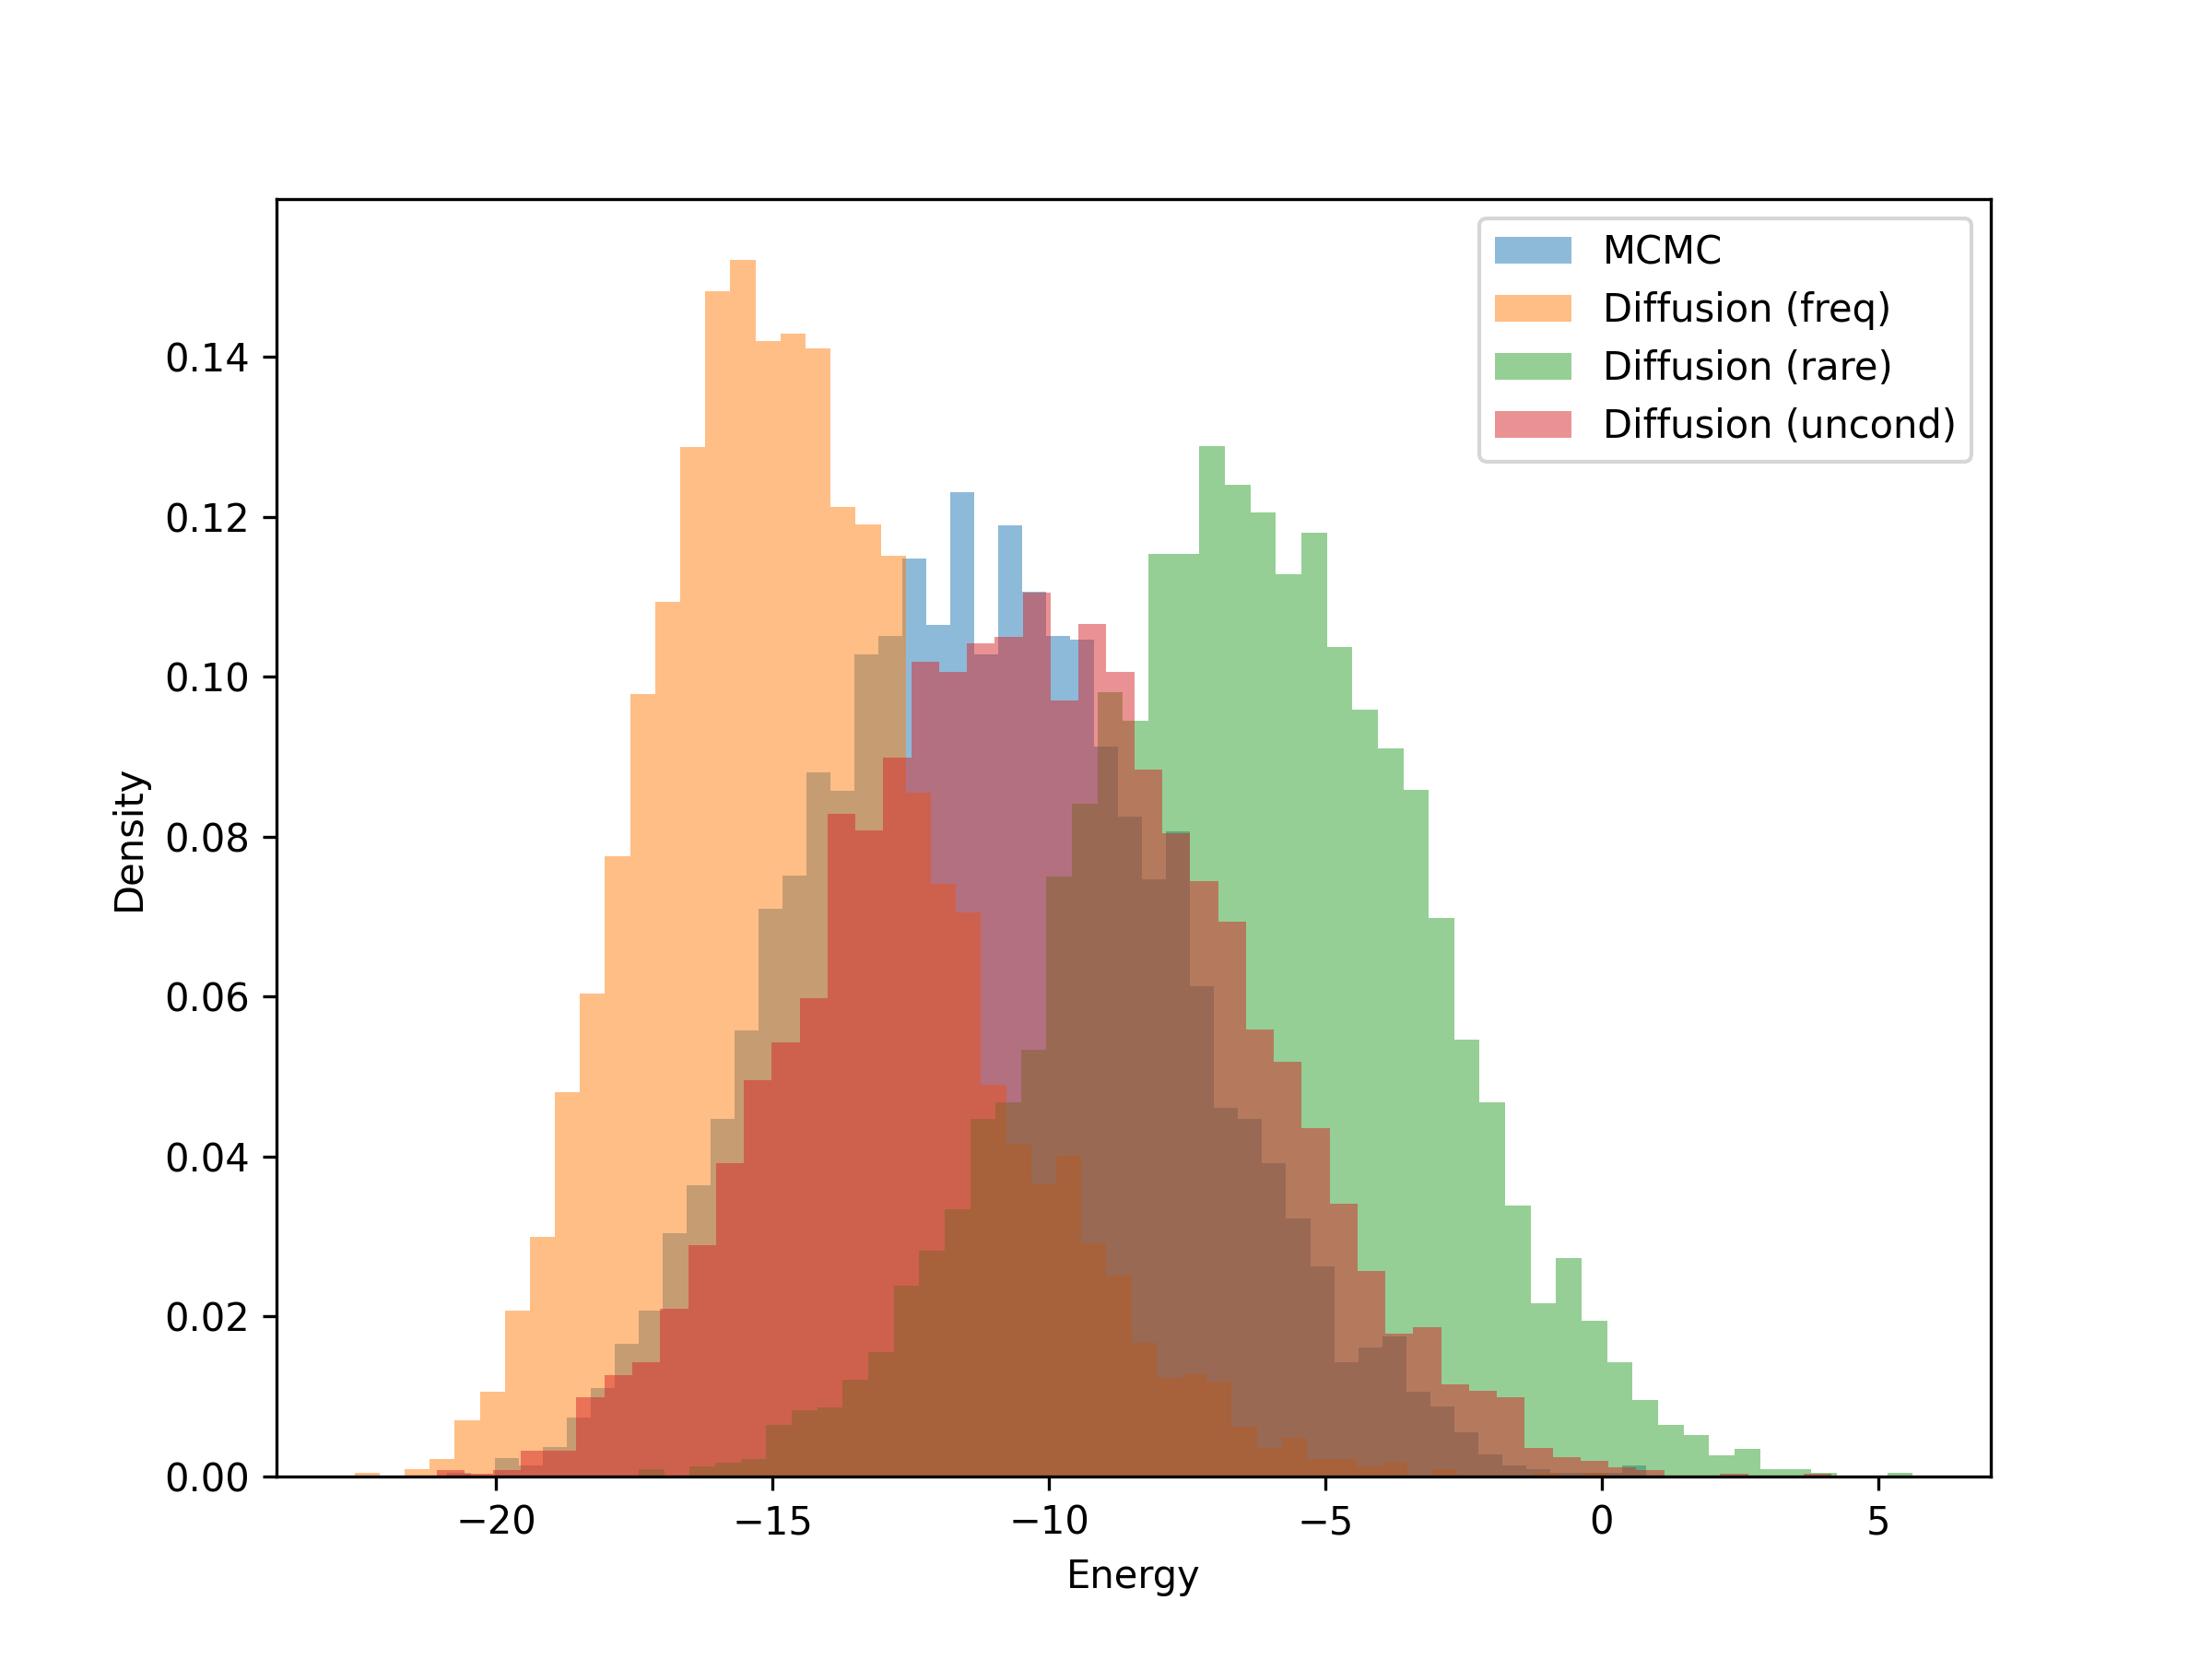 MCMC
Diffusion (freq)
Diffusion (rare)
Diffusion (uncond)
0.14
0.12
0.10
0.08
0.06
0.04
0.02
0.00
Density
−20 −15 −10 −5 0 5
Energy